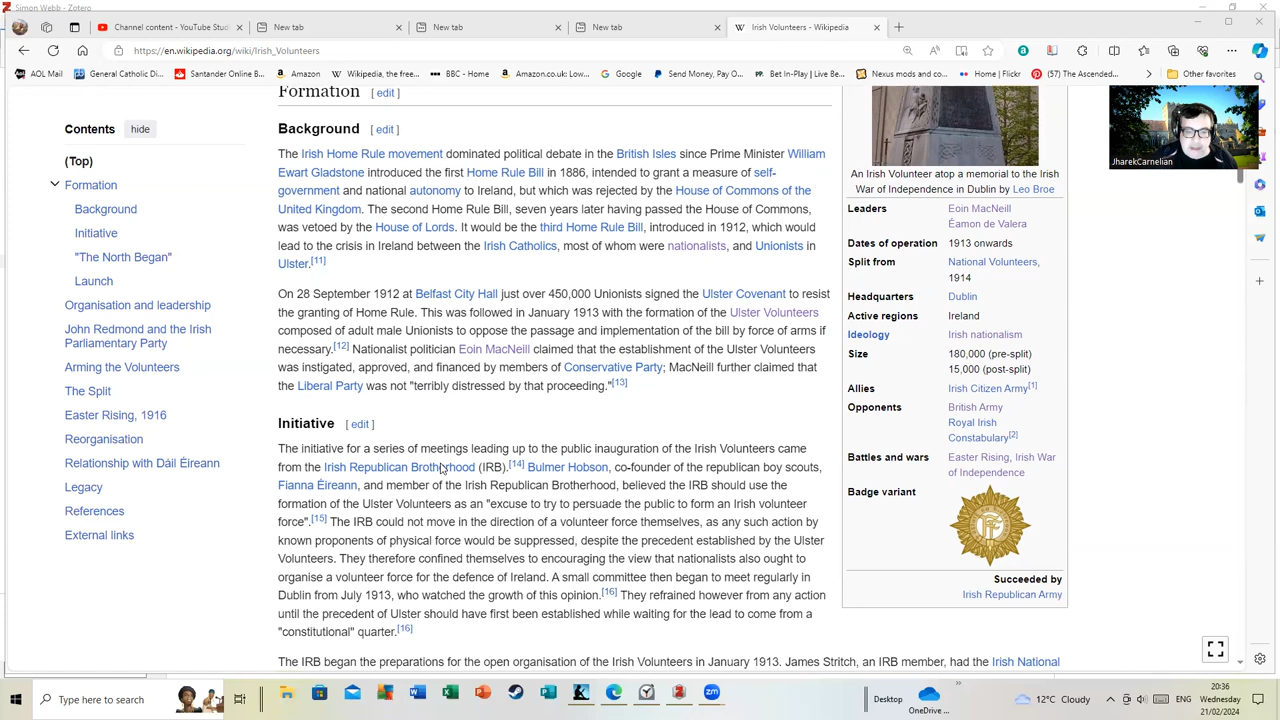 Simon Webb - Zotero
Channel content - YouTube Stud
New tab
New tab
New tab
Irish Volunteers - Wikipedia
https://en.wikipedia.org/wiki/Irish_Volunteers
AOL Mail
General Catholic Di...
Santander Online B...
Amazon
Wikipedia, the free...
BBC - Home
Amazon.co.uk: Low...
Google
Send Money, Pay O...
Bet In-Play | Live Be...
Nexus mods and co...
Home | Flickr
(57) The Ascended...
Other favorites
Contents hide
(Top)
Formation
Background
Initiative
"The North Began"
Launch
Organisation and leadership
John Redmond and the Irish
Parliamentary Party
Arming the Volunteers
The Split
Easter Rising, 1916
Reorganisation
Relationship with Dáil Éireann
Legacy
References
External links
Formation [ edit ]
Background [ edit ]
The Irish Home Rule movement dominated political debate in the British Isles since Prime Minister William
Ewart Gladstone introduced the first Home Rule Bill in 1886, intended to grant a measure of self-
government and national autonomy to Ireland, but which was rejected by the House of Commons of the
United Kingdom. The second Home Rule Bill, seven years later having passed the House of Commons,
was vetoed by the House of Lords. It would be the third Home Rule Bill, introduced in 1912, which would
lead to the crisis in Ireland between the Irish Catholics, most of whom were nationalists, and Unionists in
Ulster.[11]
On 28 September 1912 at Belfast City Hall just over 450,000 Unionists signed the Ulster Covenant to resist
the granting of Home Rule. This was followed in January 1913 with the formation of the Ulster Volunteers
composed of adult male Unionists to oppose the passage and implementation of the bill by force of arms if
necessary.[12] Nationalist politician Eoin MacNeill claimed that the establishment of the Ulster Volunteers
was instigated, approved, and financed by members of Conservative Party; MacNeill further claimed that
the Liberal Party was not "terribly distressed by that proceeding."[13]
Initiative [ edit ]
The initiative for a series of meetings leading up to the public inauguration of the Irish Volunteers came
from the Irish Republican Brotherhood (IRB).[14] Bulmer Hobson, co-founder of the republican boy scouts,
Fianna Éireann, and member of the Irish Republican Brotherhood, believed the IRB should use the
formation of the Ulster Volunteers as an "excuse to try to persuade the public to form an Irish volunteer
force".[15] The IRB could not move in the direction of a volunteer force themselves, as any such action by
known proponents of physical force would be suppressed, despite the precedent established by the Ulster
Volunteers. They therefore confined themselves to encouraging the view that nationalists also ought to
organise a volunteer force for the defence of Ireland. A small committee then began to meet regularly in
Dublin from July 1913, who watched the growth of this opinion.[16] They refrained however from any action
until the precedent of Ulster should have first been established while waiting for the lead to come from a
"constitutional" quarter.[16]
The IRB began the preparations for the open organisation of the Irish Volunteers in January 1913. James Stritch, an IRB member, had the Irish National
An Irish Volunteer atop a memorial to the Irish
War of Independence in Dublin by Leo Broe
Leaders Eoin MacNeill
Éamon de Valera
Dates of operation 1913 onwards
Split from National Volunteers,
1914
Headquarters Dublin
Active regions Ireland
Ideology Irish nationalism
Size 180,000 (pre-split)
15,000 (post-split)
Allies Irish Citizen Army[1]
Opponents British Army
Royal Irish
Constabulary[2]
Battles and wars Easter Rising, Irish War
of Independence
Badge variant
Succeeded by
Irish Republican Army
JharekCarnelian
Type here to search
Desktop
OneDrive ...
12°C Cloudy
ENG
20:36
Wednesday
21/02/2024